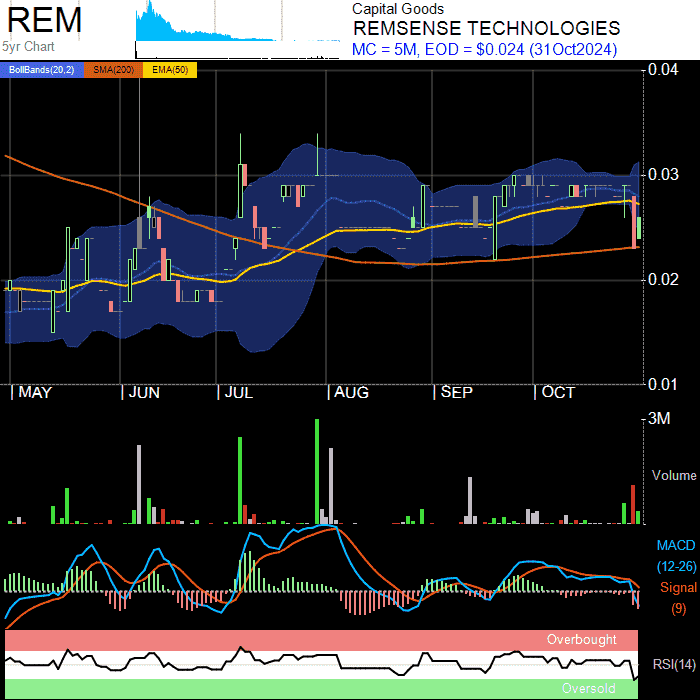 REM
5yr Chart
Capital Goods
REMSENSE TECHNOLOGIES
MC = 5M, EOD = $0.024 (31Oct2024)
BollBands(20,2) SMA(200) EMA(50)
0.04
0.03
0.02
0.01
MAY JUN JUL AUG SEP OCT
3M
Volume
MACD
(12-26)
Signal
(9)
Overbought
RSI(14)
Oversold